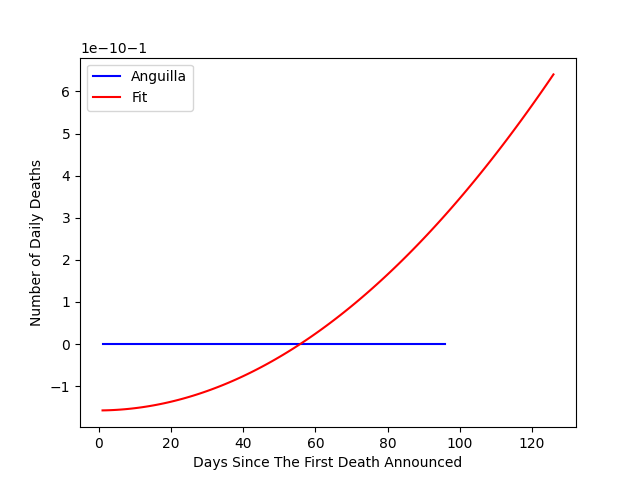 1e−10−1
Anguilla
Fit
6
5
4
3
2
1
0
−1
Number of Daily Deaths
0 20 40 60 80 100 120
Days Since The First Death Announced